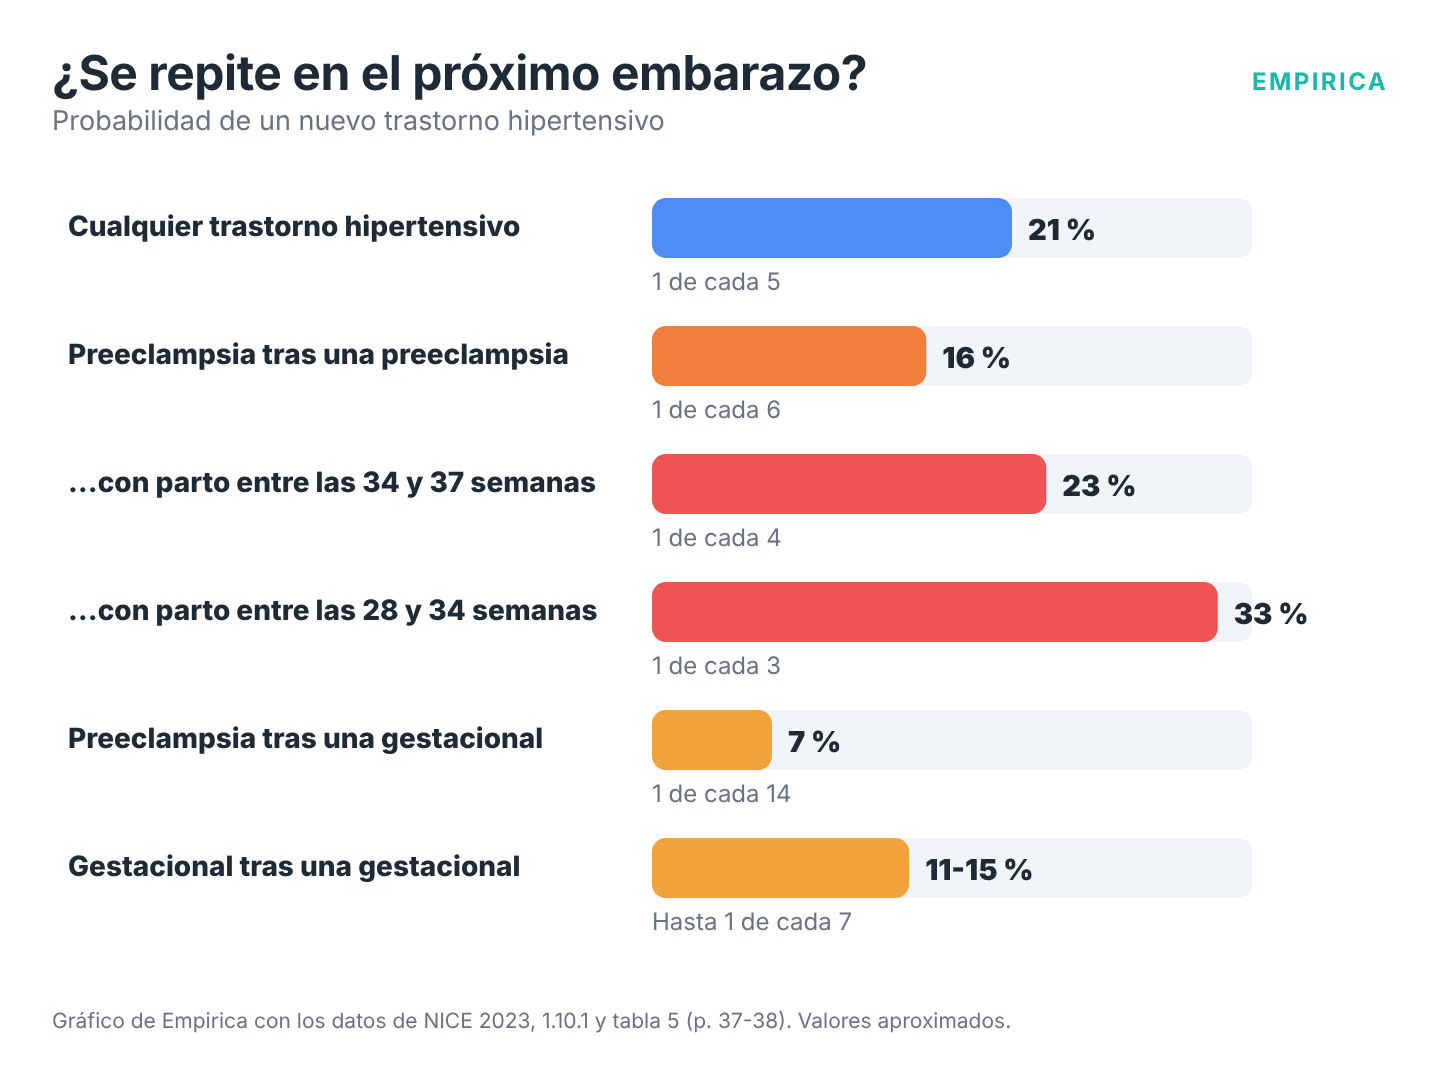 ¿Se repite en el próximo embarazo?
EMPIRICA
Probabilidad de un nuevo trastorno hipertensivo
Cualquier trastorno hipertensivo
21 %
1 de cada 5
Preeclampsia tras una preeclampsia
16 %
1 de cada 6
...con parto entre las 34 y 37 semanas
23 %
1 de cada 4
...con parto entre las 28 y 34 semanas
33 %
1 de cada 3
Preeclampsia tras una gestacional
7 %
1 de cada 14
Gestacional tras una gestacional
11-15 %
Hasta 1 de cada 7
Gráfico de Empirica con los datos de NICE 2023, 1.10.1 y tabla 5 (p. 37-38). Valores aproximados.